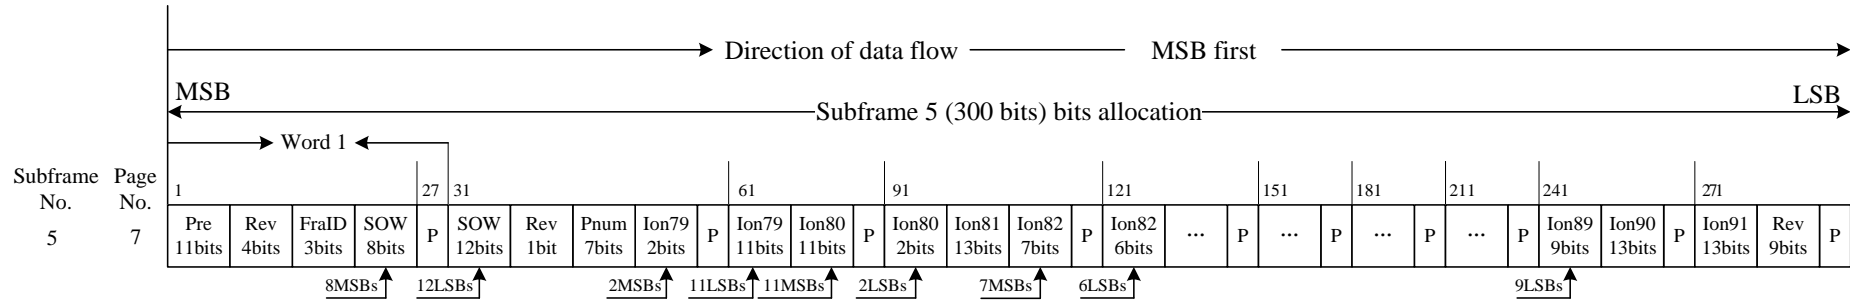 Direction of data flow MSB first
MSB LSB
Subframe 5 (300 bits) bits allocation
Word 1
Subframe No. Page No.
1 27 31 61 91 121 151 181 211 241 271
5 7
Pre 11bits
Rev 4bits
FraID 3bits
SOW 8bits
P
SOW 12bits
Rev 1bit
Pnum 7bits
Ion79 2bits
P
Ion79 11bits
Ion80 11bits
P
Ion80 2bits
Ion81 13bits
Ion82 7bits
P
Ion82 6bits
...
P
...
P
...
P
...
P
Ion89 9bits
Ion90 13bits
P
Ion91 13bits
Rev 9bits
P
8MSBs 12LSBs 2MSBs 11LSBs 11MSBs 2LSBs 7MSBs 6LSBs 9LSBs